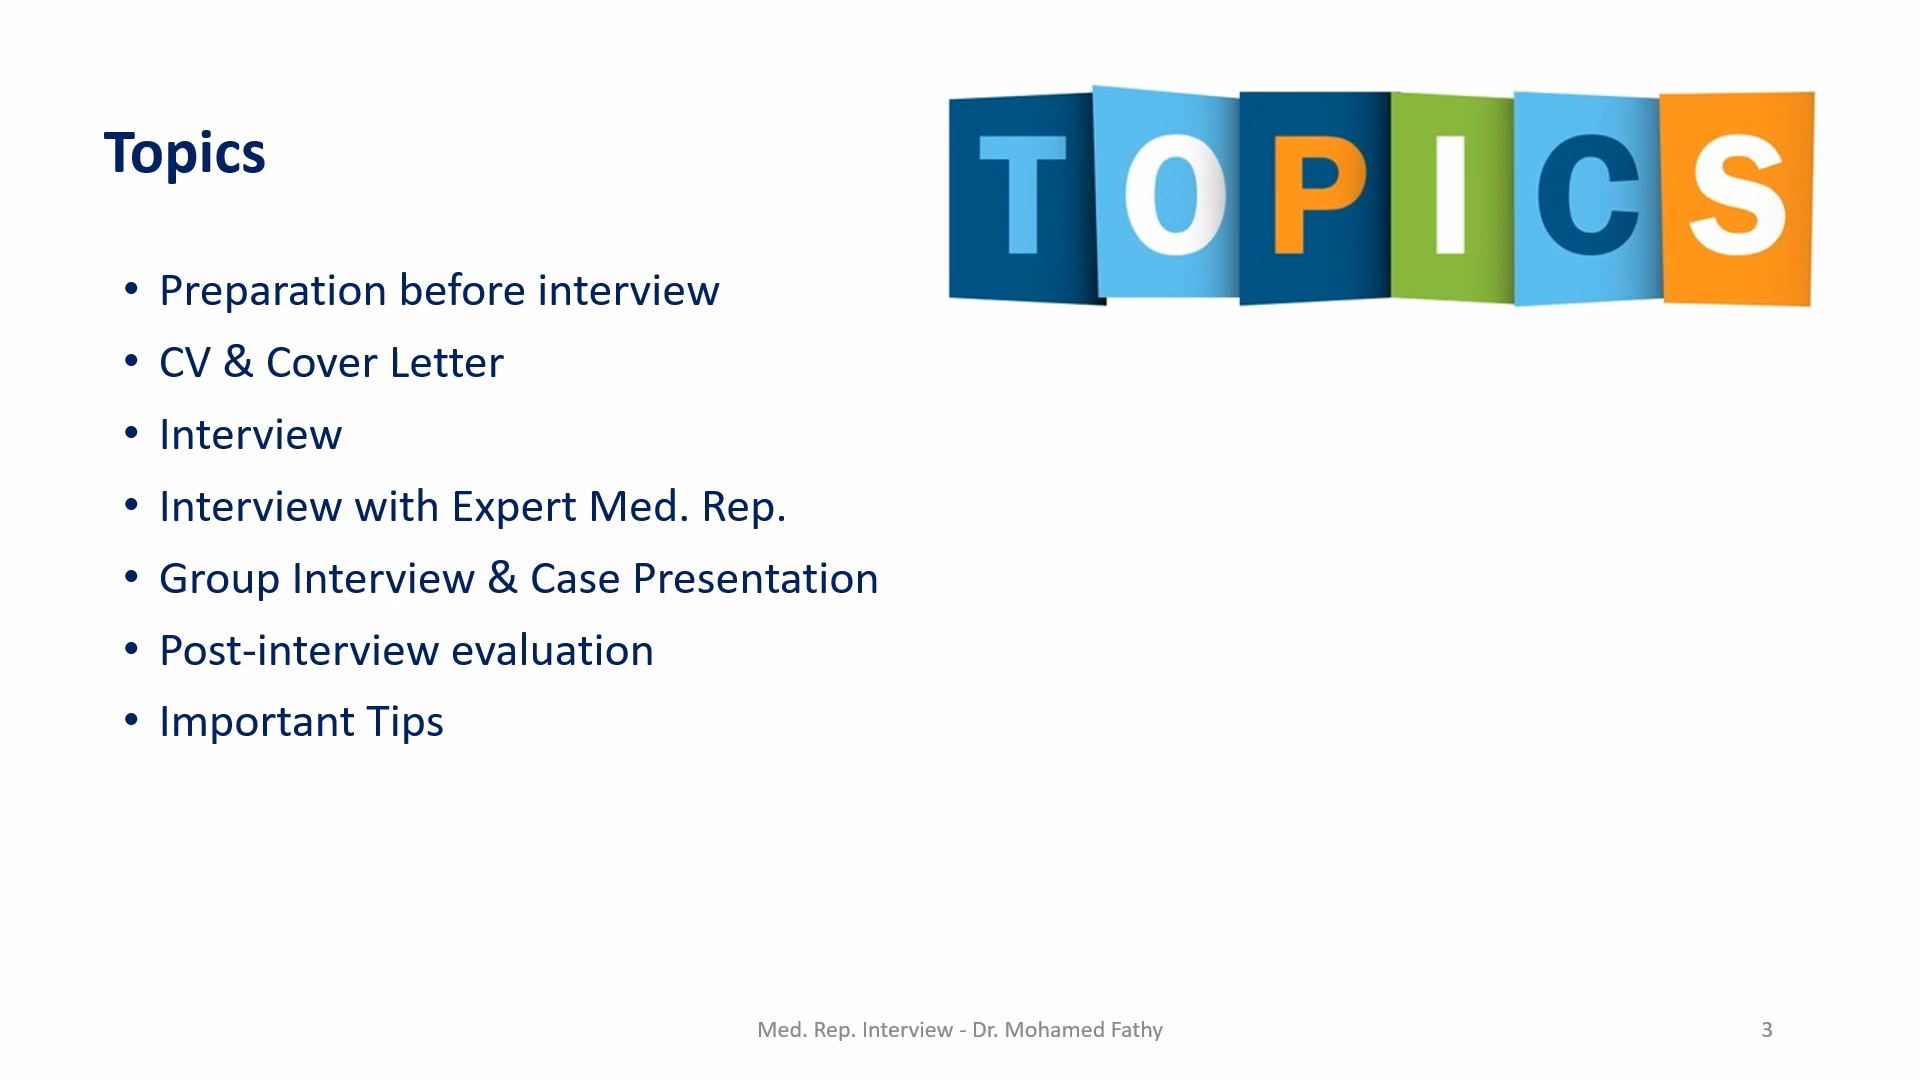 Topics
TOPICS
• Preparation before interview
• CV & Cover Letter
• Interview
• Interview with Expert Med. Rep.
• Group Interview & Case Presentation
• Post-interview evaluation
• Important Tips
Med. Rep. Interview - Dr. Mohamed Fathy
3